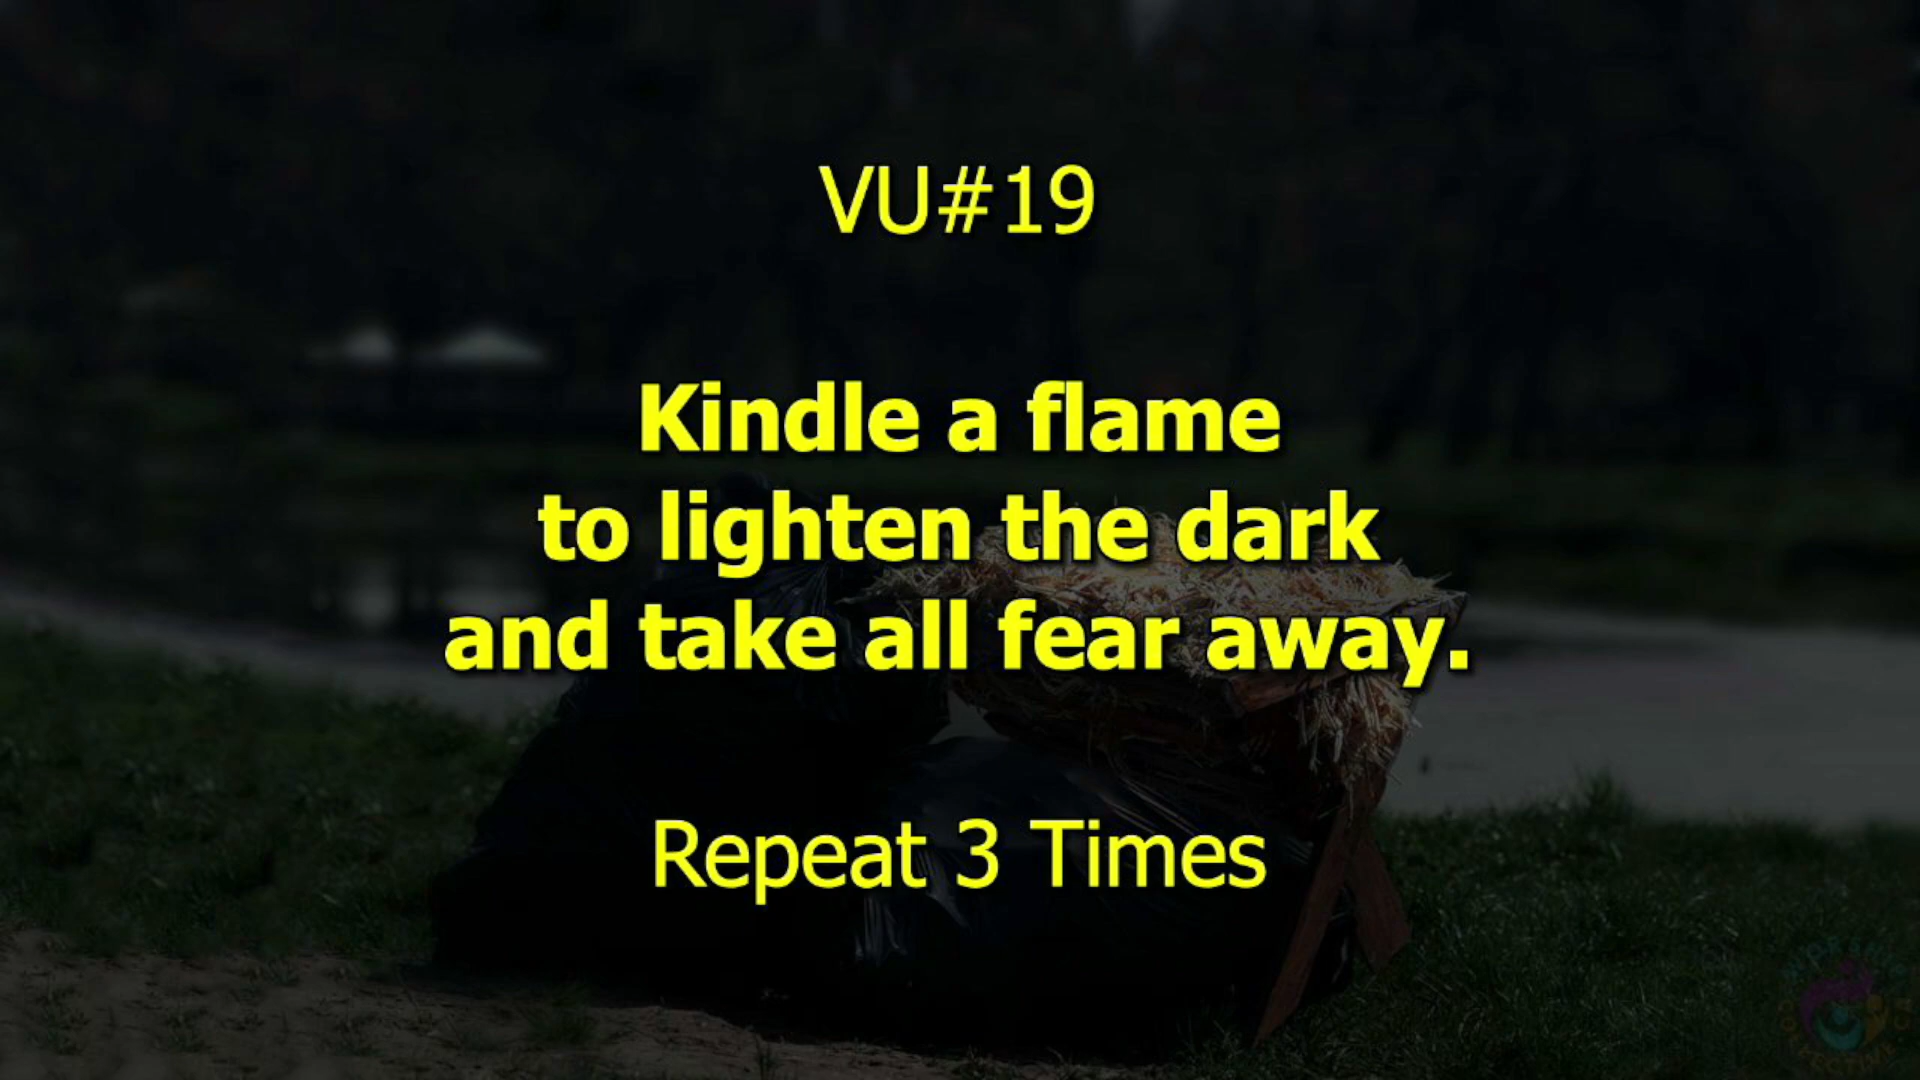 VU#19
Kindle a flame
to lighten the dark
and take all fear away.
Repeat 3 Times